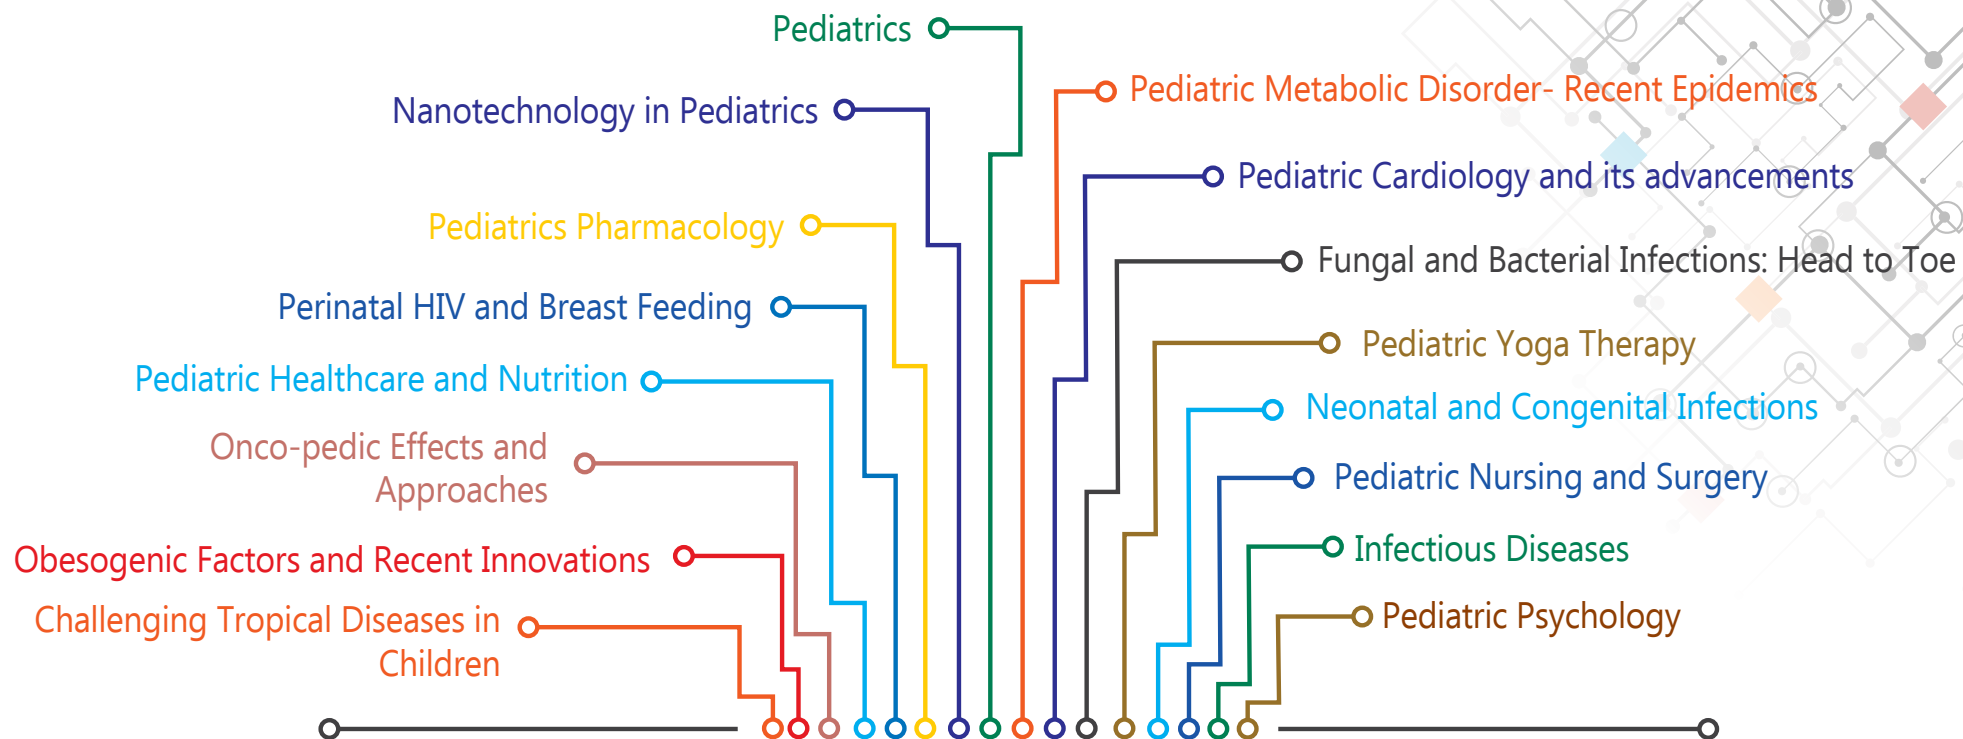 Pediatrics
Nanotechnology in Pediatrics
Pediatrics Pharmacology
Perinatal HIV and Breast Feeding
Pediatric Healthcare and Nutrition
Onco-pedic Effects and
Approaches
Obesogenic Factors and Recent Innovations
Challenging Tropical Diseases in
Children
Pediatric Metabolic Disorder- Recent Epidemics
Pediatric Cardiology and its advancements
Fungal and Bacterial Infections: Head to Toe
Pediatric Yoga Therapy
Neonatal and Congenital Infections
Pediatric Nursing and Surgery
Infectious Diseases
Pediatric Psychology